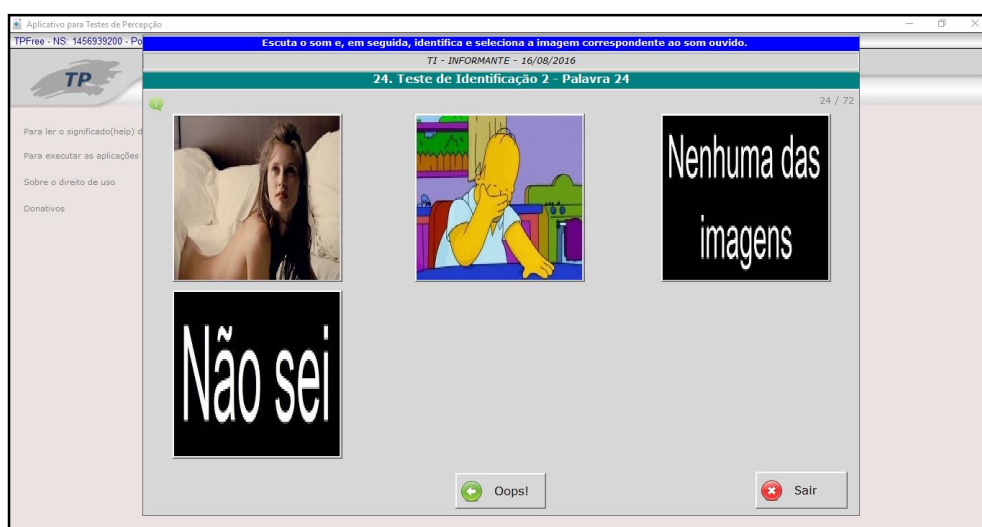 Aplicativo para Testes de Percepção
TPFree - NS: 1456939200 - Po
Escuta o som e, em seguida, identifica e seleciona a imagem correspondente ao som ouvido.
TI - INFORMANTE - 16/08/2016
24. Teste de Identificação 2 - Palavra 24
TP
24 / 72
Para ler o significado(help) d
Para executar as aplicações
Sobre o direito de uso
Donativos
Nenhuma das
imagens
Não sei
Oops!
Sair